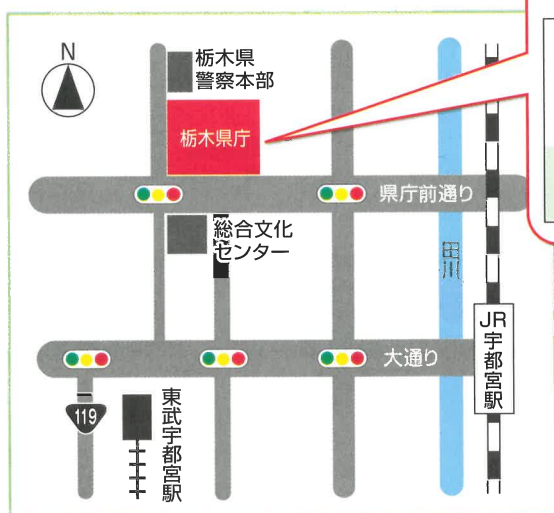 N
栃木県
警察本部
栃木県庁
県庁前通り
総合文化
センター
田川
JR宇都宮駅
大通り
119
東武宇都宮駅